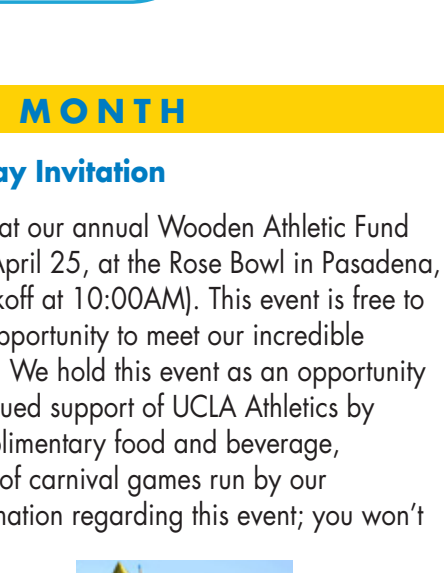 MONTH
ay Invitation
at our annual Wooden Athletic Fund
April 25, at the Rose Bowl in Pasadena,
koff at 10:00AM). This event is free to
pportunity to meet our incredible
. We hold this event as an opportunity
ued support of UCLA Athletics by
plimentary food and beverage,
of carnival games run by our
mation regarding this event; you won't